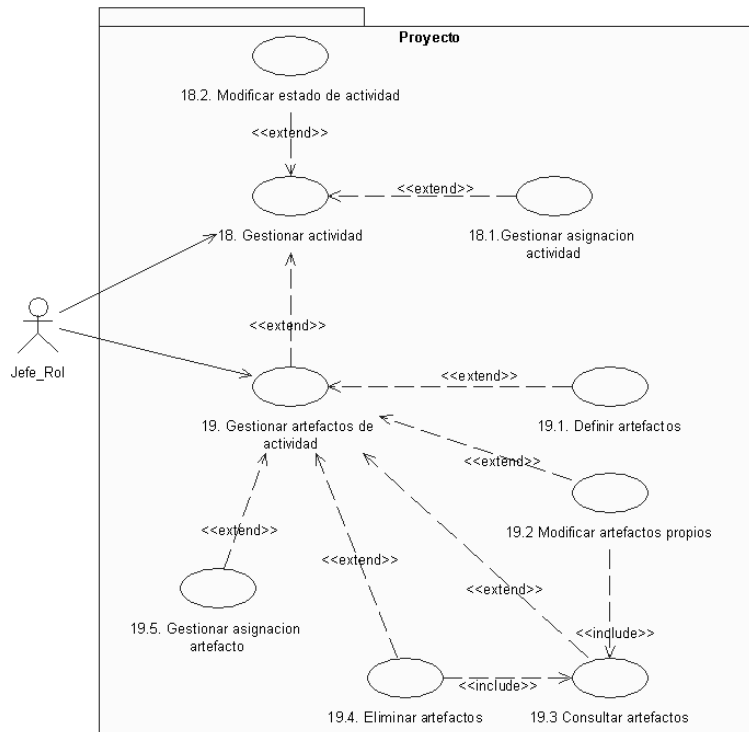 Proyecto
18.2. Modificar estado de actividad
<<extend>>
<<extend>>
18. Gestionar actividad
18.1.Gestionar asignacion
actividad
<<extend>>
Jefe_Rol
<<extend>>
19. Gestionar artefactos de
actividad
19.1. Definir artefactos
<<extend>>
19.2 Modificar artefactos propios
<<extend>>
<<extend>>
<<extend>>
19.5. Gestionar asignacion
artefacto
<<include>>
<<include>>
19.4. Eliminar artefactos
19.3 Consultar artefactos